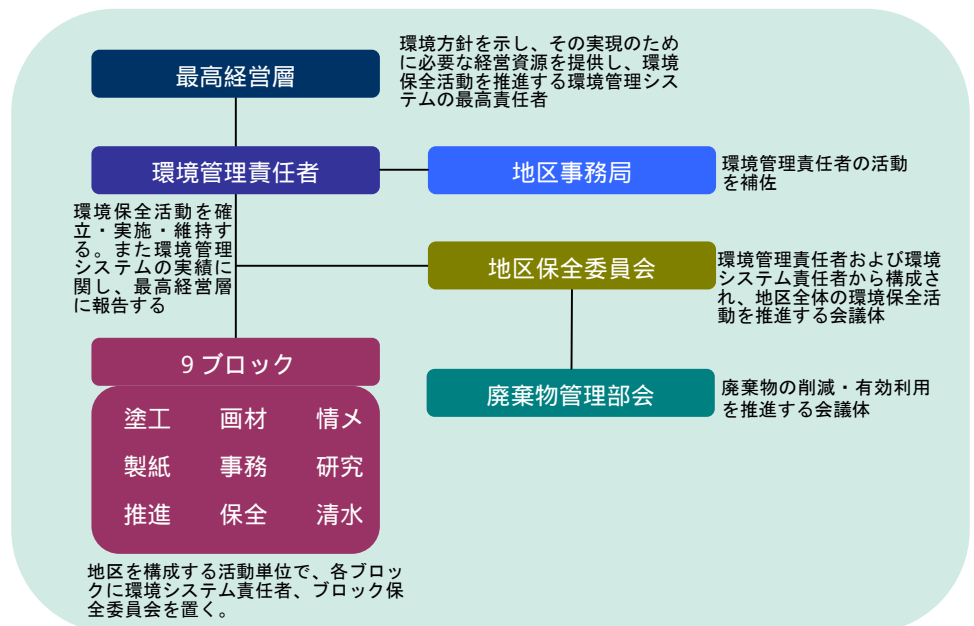 最高経営層
環境方針を示し、その実現のため
に必要な経営資源を提供し、環境
保全活動を推進する環境管理シス
テムの最高責任者
環境管理責任者
地区事務局
環境管理責任者の活動
を補佐
環境保全活動を確
立・実施・維持す
る。また環境管理
システムの実績に
関し、最高経営層
に報告する
地区保全委員会
環境管理責任者および環境
システム責任者から構成さ
れ、地区全体の環境保全活
動を推進する会議体
9ブロック
廃棄物管理部会
廃棄物の削減・有効利用
を推進する会議体
塗工 画材 情メ
製紙 事務 研究
推進 保全 清水
地区を構成する活動単位で、各ブロッ
クに環境システム責任者、ブロック保
全委員会を置く。